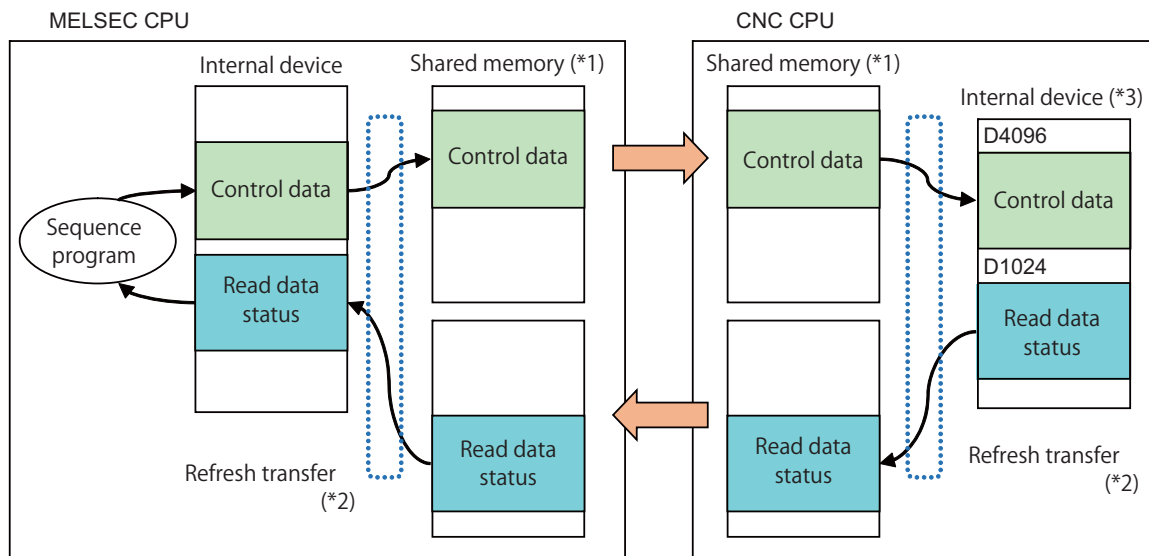 MELSEC CPU
Internal device
Shared memory (*1)
Control data
Control data
Sequence
program
Read data
status
Read data
status
Refresh transfer
(*2)
CNC CPU
Shared memory (*1)
Internal device (*3)
D4096
Control data
Control data
D1024
Read data
status
Read data
status
Refresh transfer
(*2)